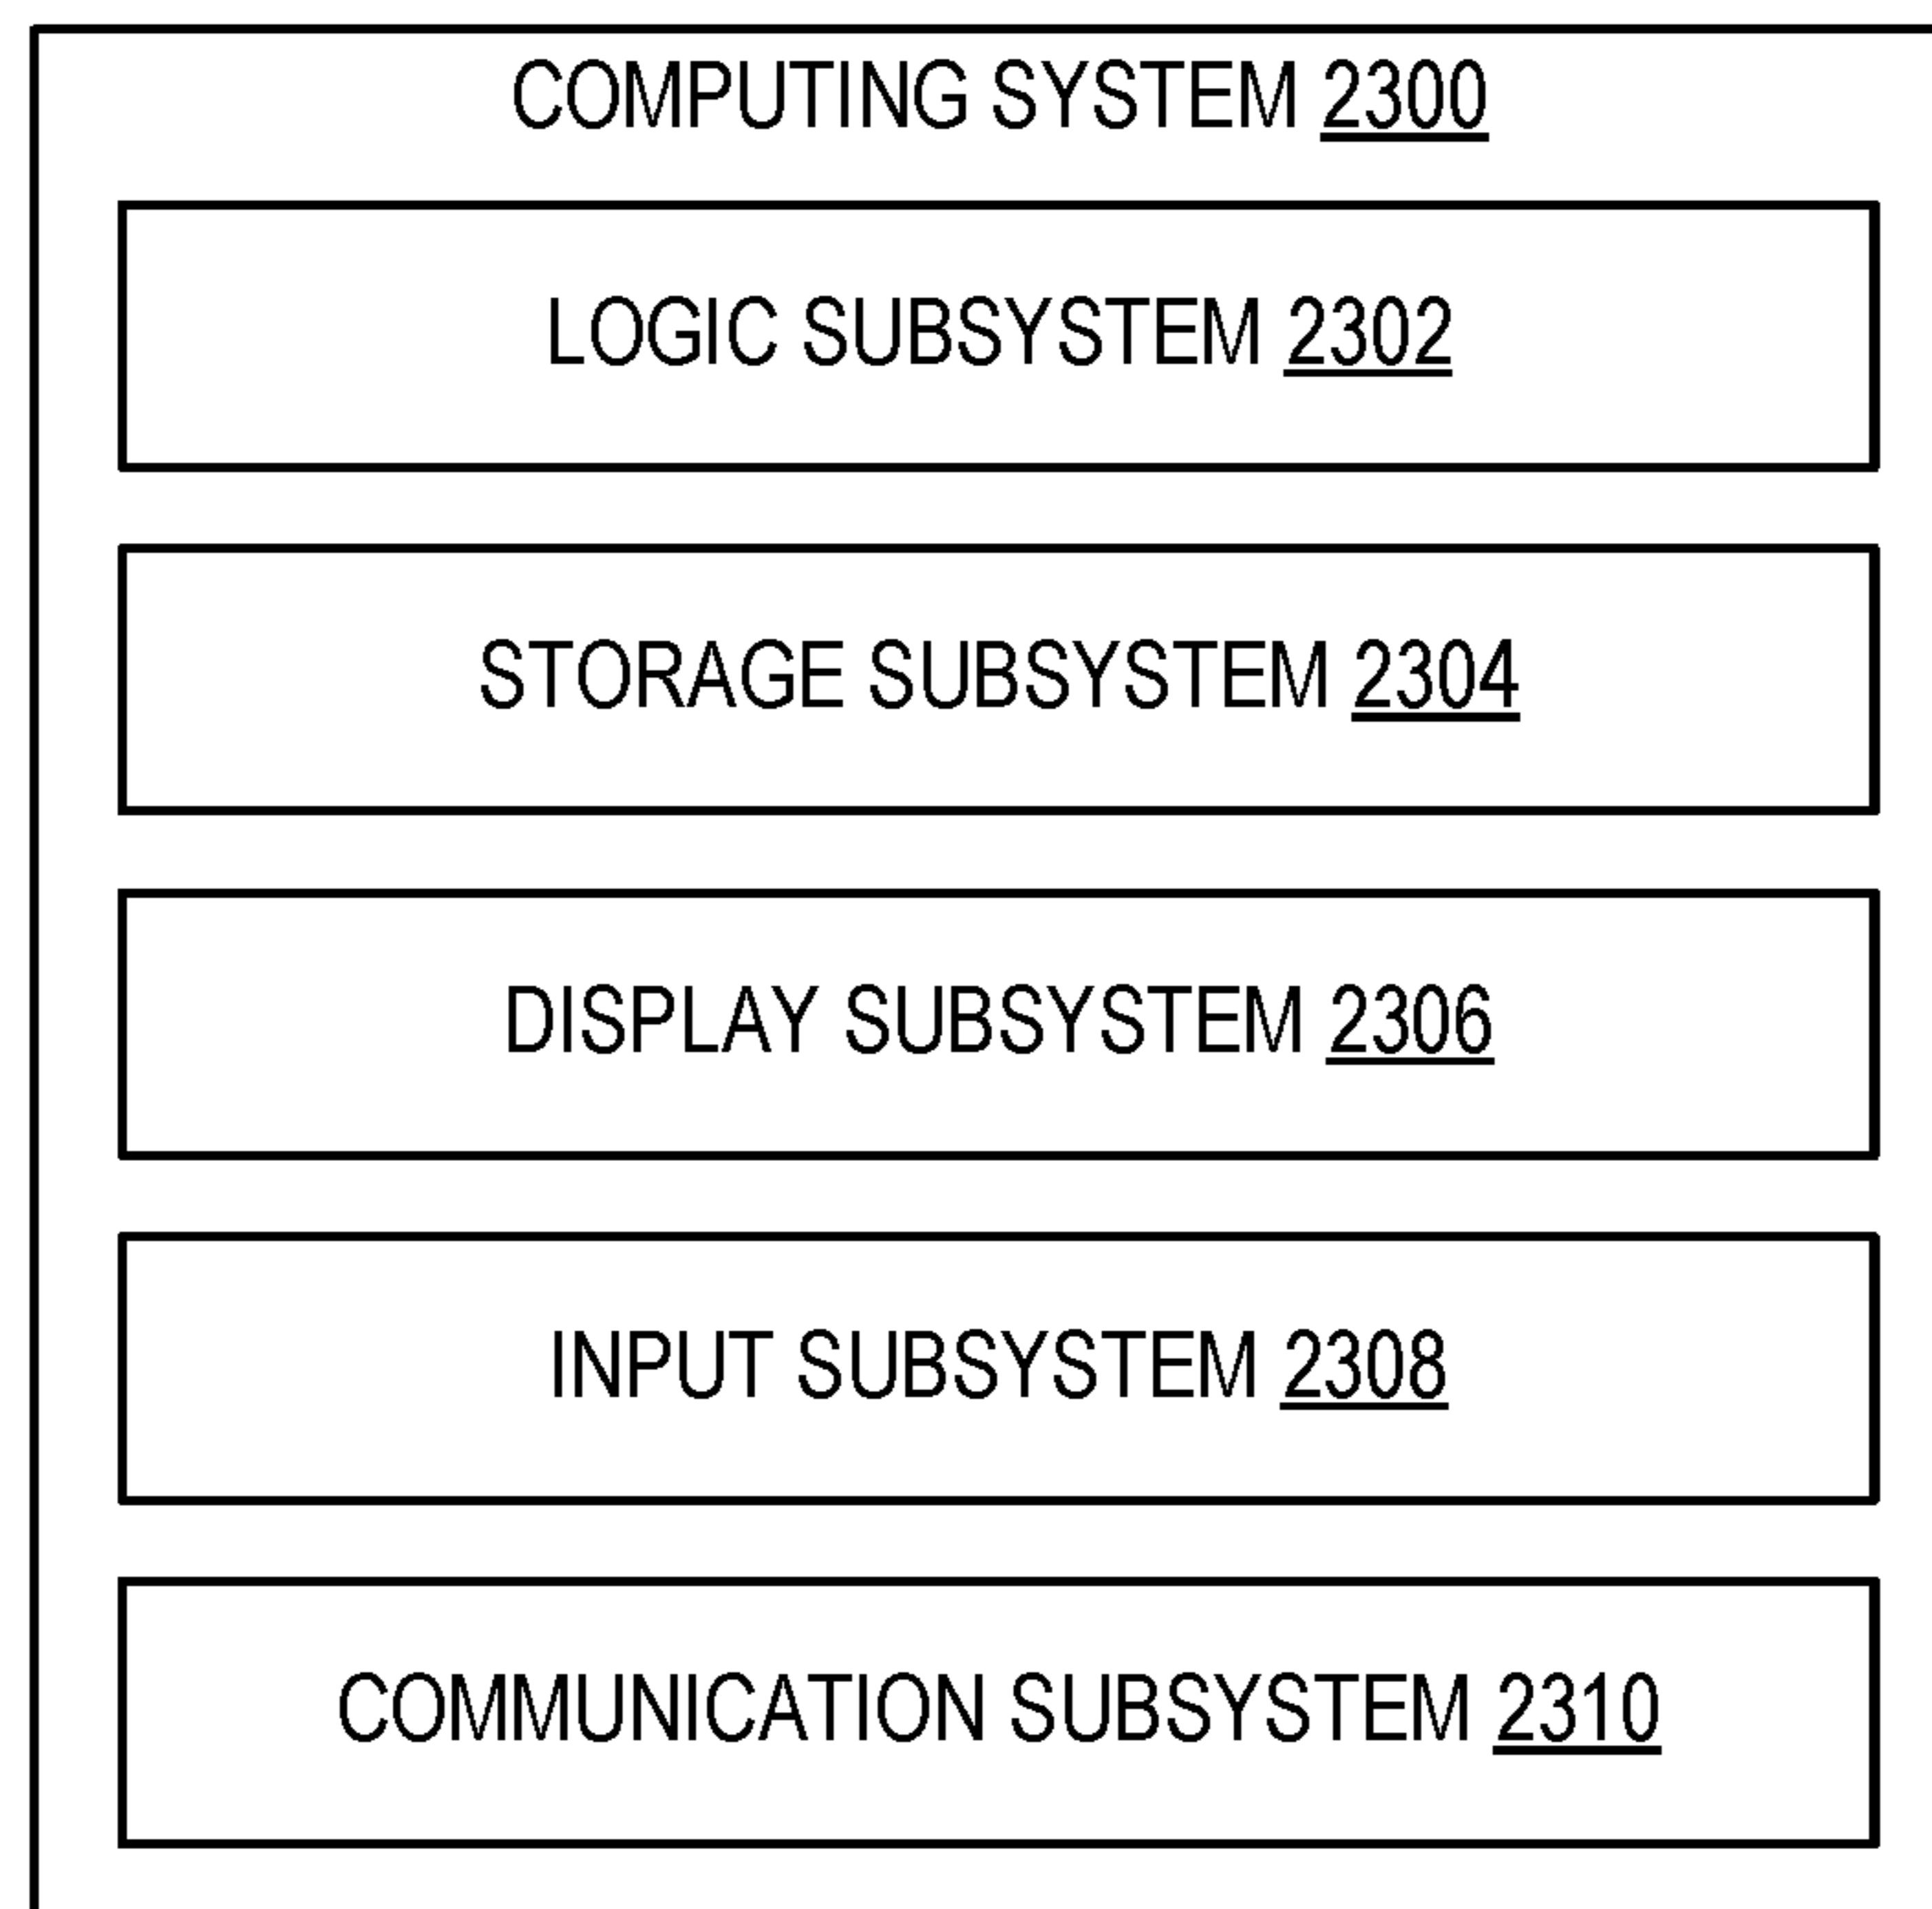 COMPUTING SYSTEM 2300
LOGIC SUBSYSTEM 2302
STORAGE SUBSYSTEM 2304
DISPLAY SUBSYSTEM 2306
INPUT SUBSYSTEM 2308
COMMUNICATION SUBSYSTEM 2310